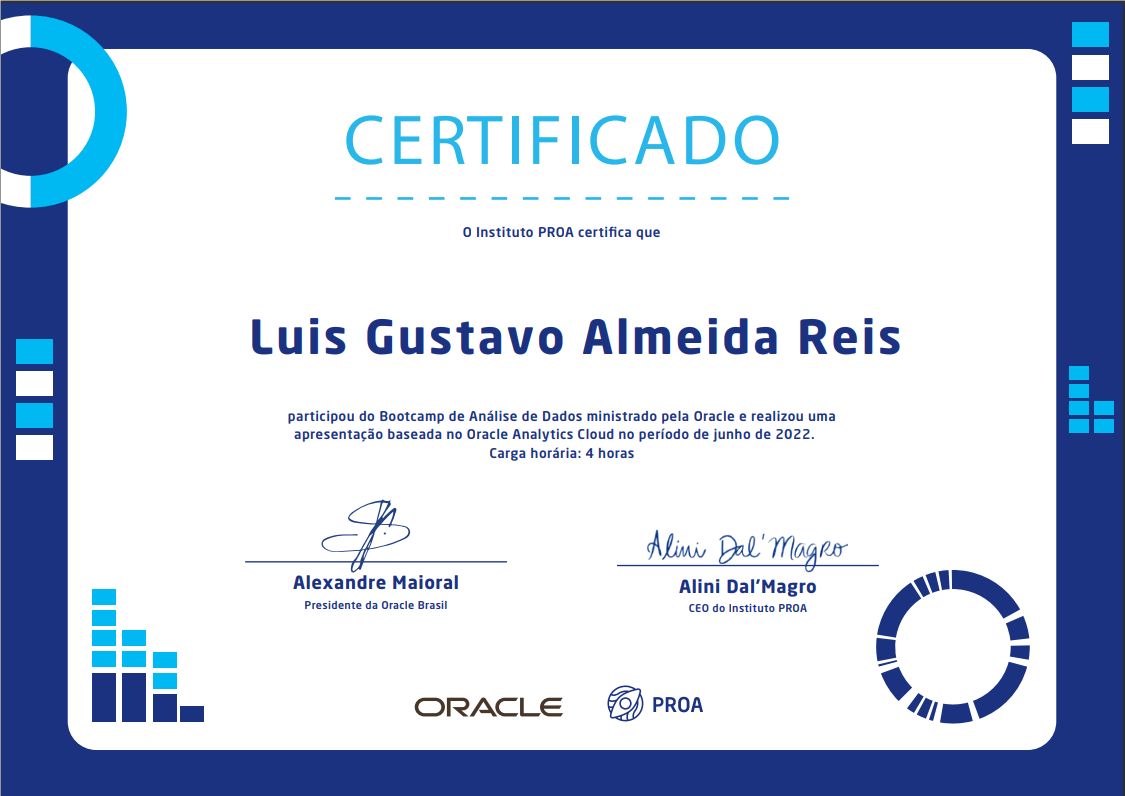 CERTIFICADO
O Instituto PROA certifica que
Luis Gustavo Almeida Reis
participou do Bootcamp de Análise de Dados ministrado pela Oracle e realizou uma
apresentação baseada no Oracle Analytics Cloud no período de junho de 2022.
Carga horária: 4 horas
Alini Dal'Magro
Alexandre Maioral
Presidente da Oracle Brasil
Alini Dal'Magro
CEO do Instituto PROA
ORACLE
PROA